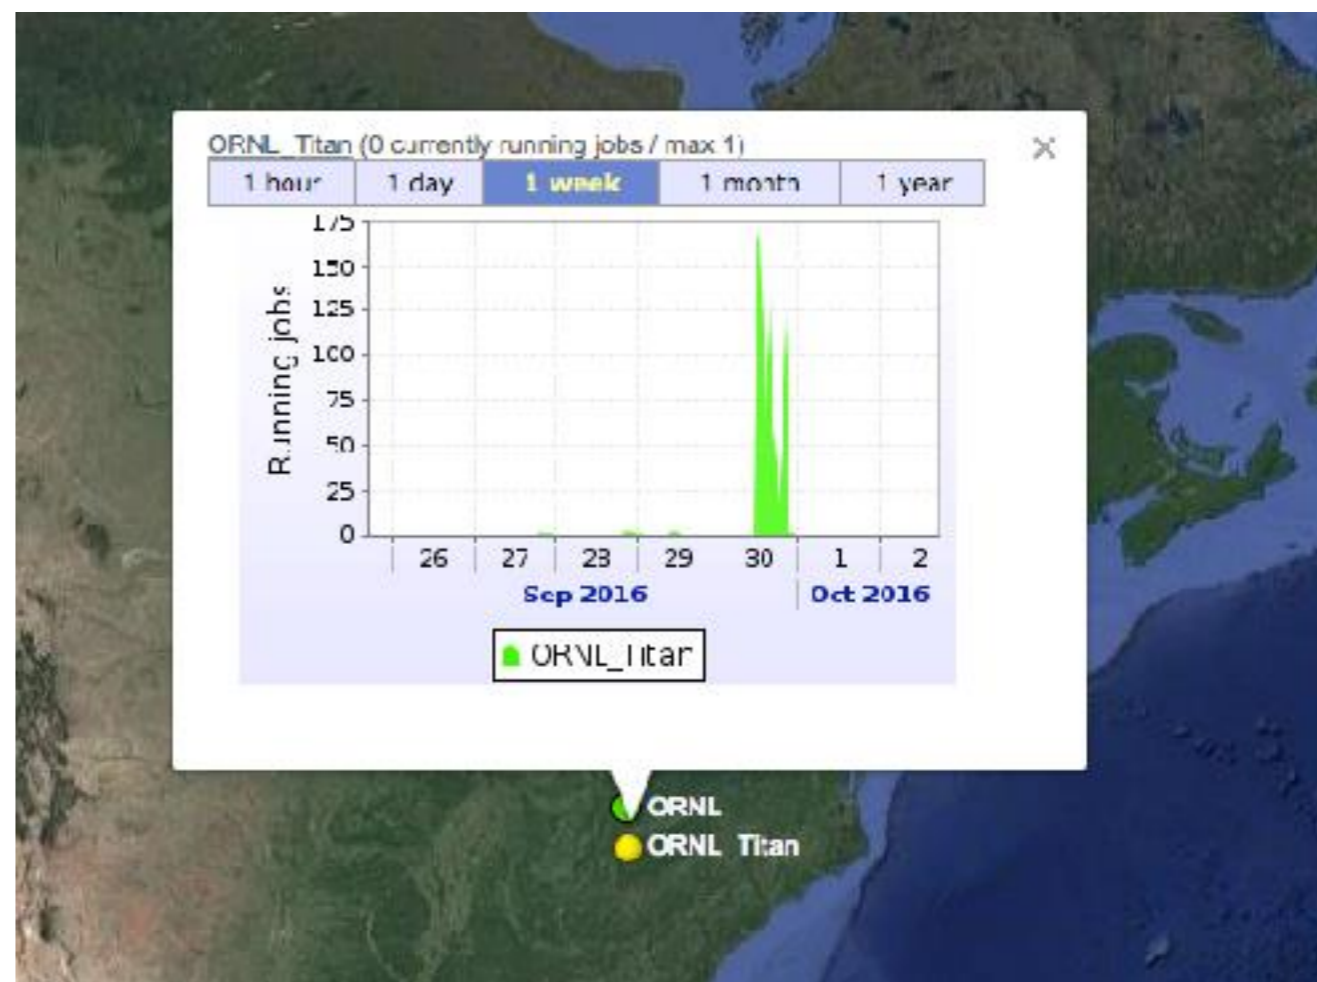 ORNL_Titan (0 currently running jobs / max 1)
1 hour 1 day 1 week 1 month 1 year
175
150
125
100
75
50
25
0
Running jobs
26 27 28 29 30 1 2
Sep 2016 Oct 2016
ORNL_Titan
ORNL
ORNL_Titan